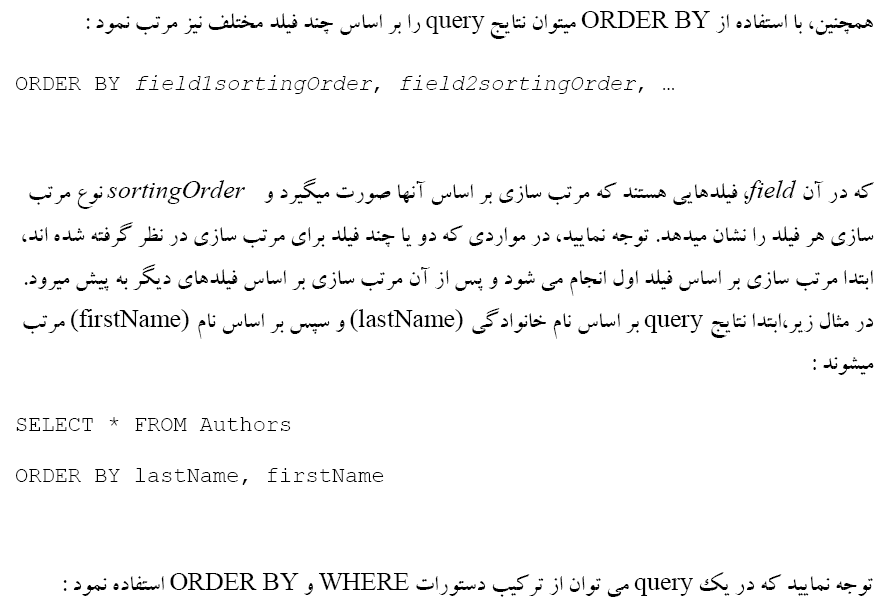 همچنین، با استفاده از ORDER BY میتوان نتایج query را بر اساس چند فیلد مختلف نیز مرتب نمود :
ORDER BY field1sortingOrder, field2sortingOrder, …
که در آن field، فیلدهایی هستند که مرتب سازی بر اساس آنها صورت میگیرد و sortingOrder نوع مرتب
سازی هر فیلد را نشان میدهد. توجه نمایید، در مواردی که دو یا چند فیلد برای مرتب سازی در نظر گرفته شده اند،
ابتدا مرتب سازی بر اساس فیلد اول انجام می شود و پس از آن مرتب سازی بر اساس فیلدهای دیگر به پیش میرود.
در مثال زیر،ابتدا نتایج query بر اساس نام خانوادگی (lastName) و سپس بر اساس نام (firstName) مرتب
میشوند :
SELECT * FROM Authors
ORDER BY lastName, firstName
توجه نمایید که در یک query می توان از ترکیب دستورات WHERE و ORDER BY استفاده نمود :